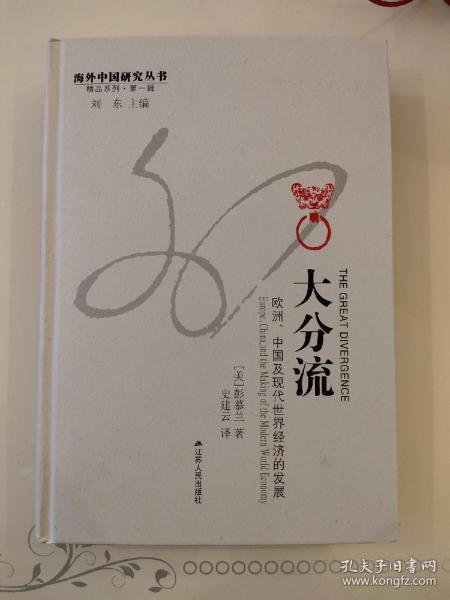 海外中国研究丛书
精品系列·第一辑
刘 东 主编
大分流
THE GREAT DIVERGENCE
欧洲、中国及现代世界经济的发展
Europe, China, and the Making of the Modern World Economy
[美]彭慕兰 著
史建云 译
江苏人民出版社
孔夫子旧书网
www.kongfz.com